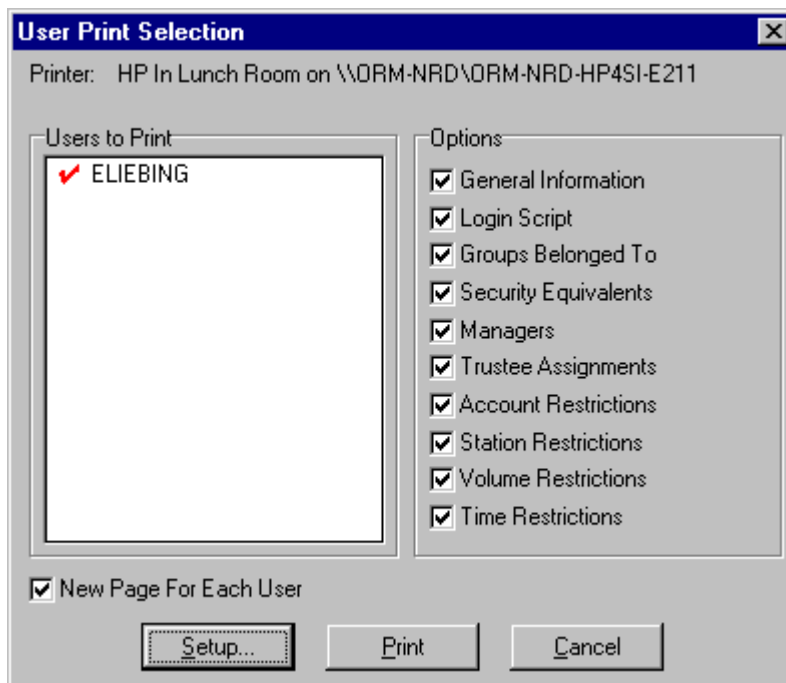 User Print Selection
Printer: HP In Lunch Room on \\ORM-NRD\ORM-NRD-HP4SI-E211
Users to Print
ELIEBING
Options
General Information
Login Script
Groups Belonged To
Security Equivalents
Managers
Trustee Assignments
Account Restrictions
Station Restrictions
Volume Restrictions
Time Restrictions
New Page For Each User
Setup... Print Cancel